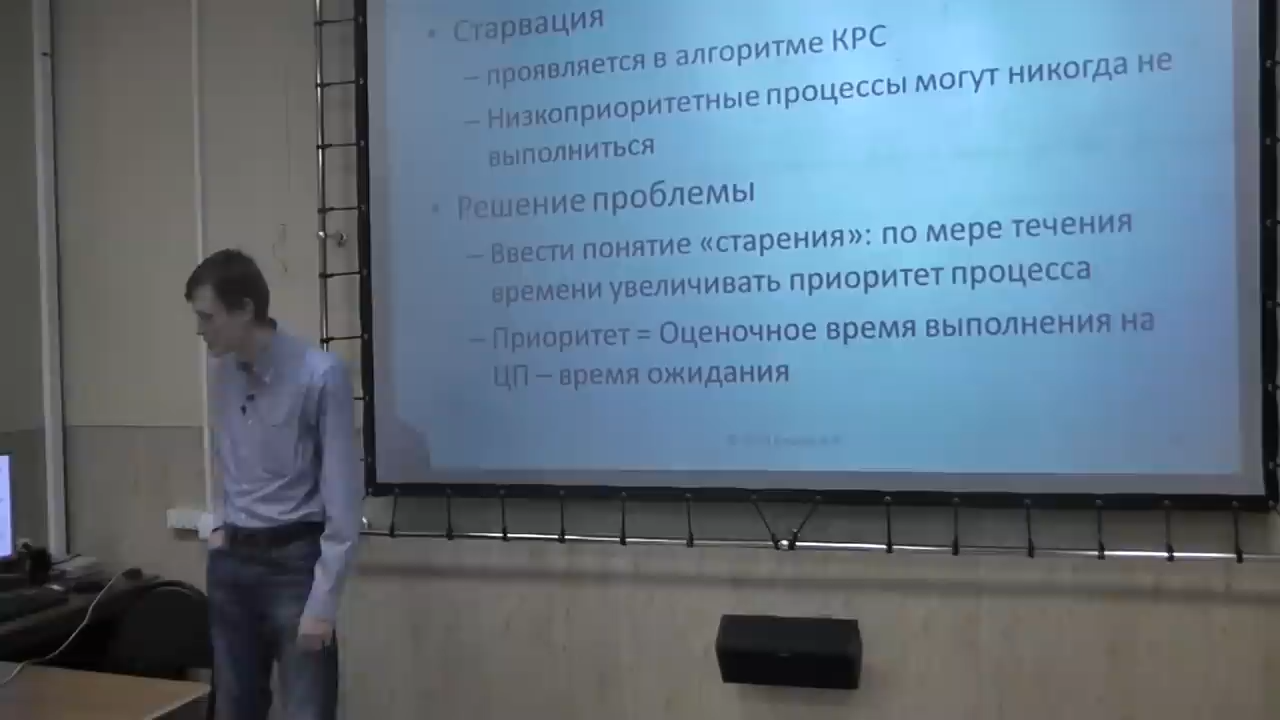 • Старвация
– проявляется в алгоритме КРС
– Низкоприоритетные процессы могут никогда не
выполниться
• Решение проблемы
– Ввести понятие «старения»: по мере течения
времени увеличивать приоритет процесса
– Приоритет = Оценочное время выполнения на
ЦП – время ожидания